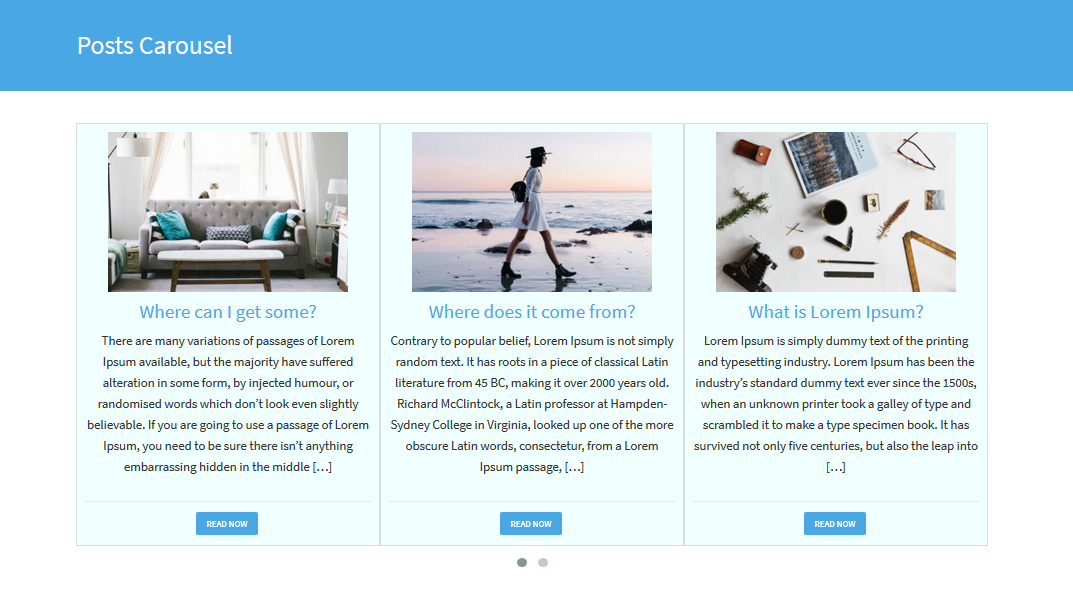 Posts Carousel
Where can I get some?
There are many variations of passages of Lorem
Ipsum available, but the majority have suffered
alteration in some form, by injected humour, or
randomised words which don’t look even slightly
believable. If you are going to use a passage of Lorem
Ipsum, you need to be sure there isn’t anything
embarrassing hidden in the middle […]
READ NOW
Where does it come from?
Contrary to popular belief, Lorem Ipsum is not simply
random text. It has roots in a piece of classical Latin
literature from 45 BC, making it over 2000 years old.
Richard McClintock, a Latin professor at Hampden-
Sydney College in Virginia, looked up one of the more
obscure Latin words, consectetur, from a Lorem
Ipsum passage, […]
READ NOW
What is Lorem Ipsum?
Lorem Ipsum is simply dummy text of the printing
and typesetting industry. Lorem Ipsum has been the
industry’s standard dummy text ever since the 1500s,
when an unknown printer took a galley of type and
scrambled it to make a type specimen book. It has
survived not only five centuries, but also the leap into
[…]
READ NOW